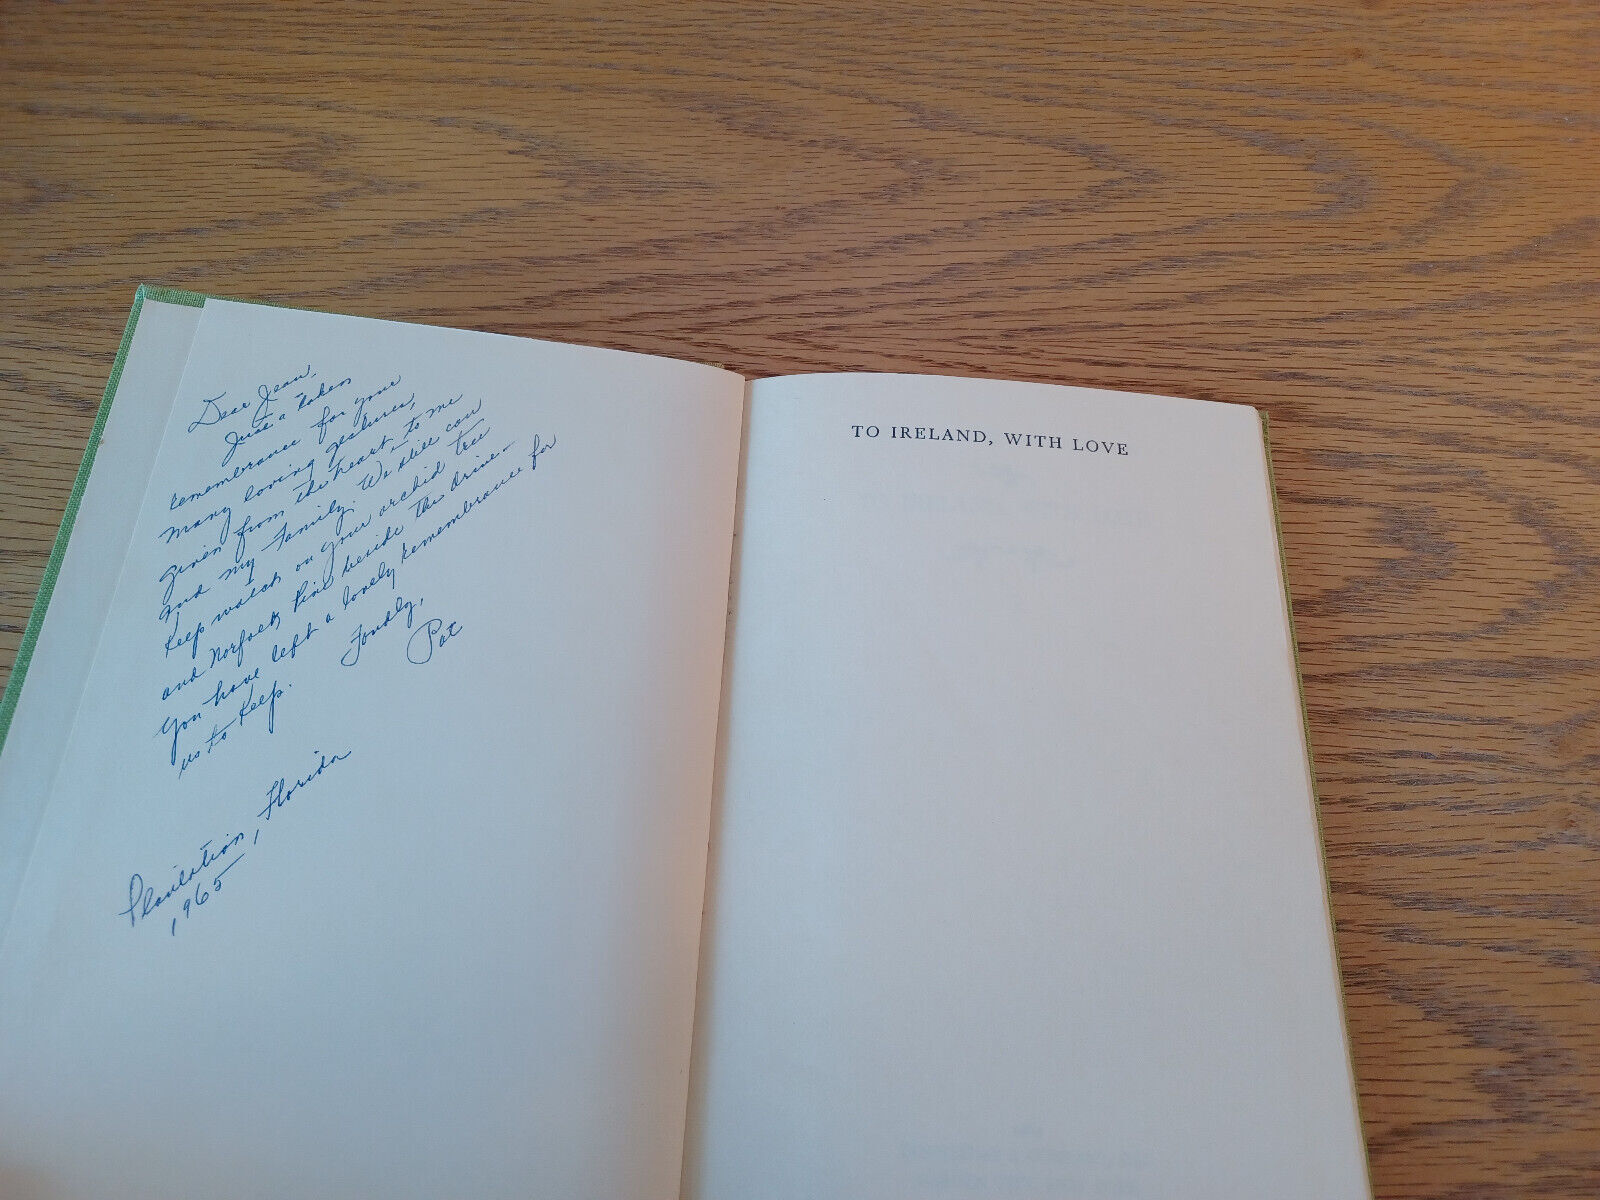 Dear Jean,
Just a token
remembrance for your
many loving gestures,
given from the heart, to me
and my Family. We still can
keep watch on your orchid tree
and Norfolk Pine beside the drive-
you have left a lovely remembrance for
us to keep.
Fondly,
Pat
Plantation, Florida
1965
TO IRELAND, WITH LOVE